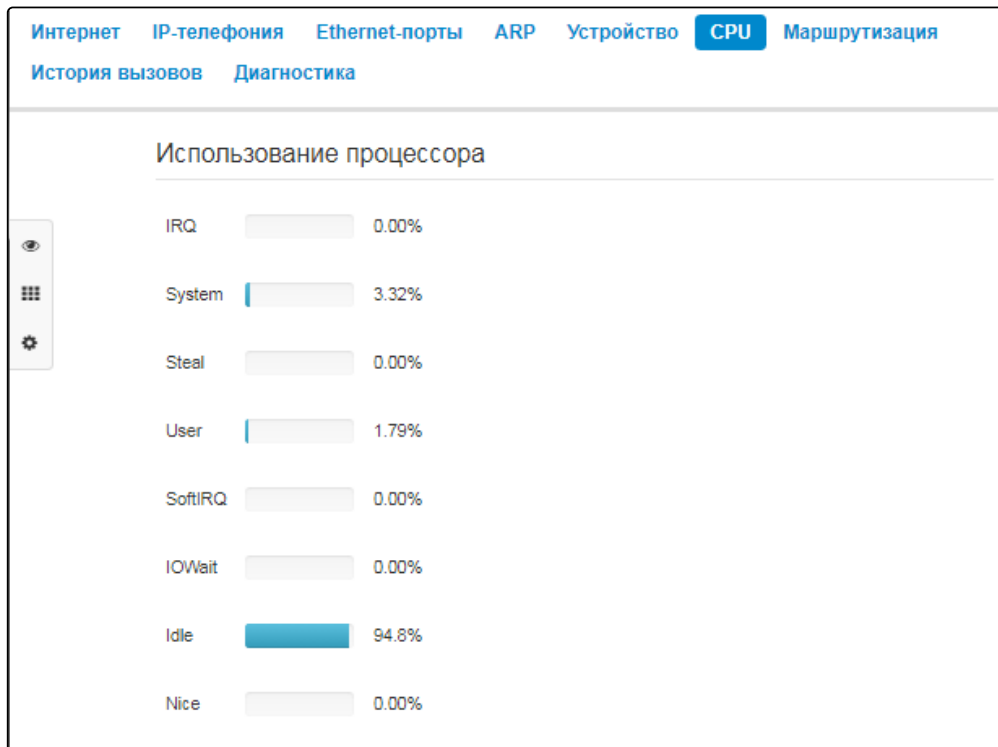 Интернет IP-телефония Ethernet-порты ARP Устройство CPU Маршрутизация
История вызовов Диагностика
Использование процессора
IRQ 0.00%
System 3.32%
Steal 0.00%
User 1.79%
SoftIRQ 0.00%
IOWait 0.00%
Idle 94.8%
Nice 0.00%